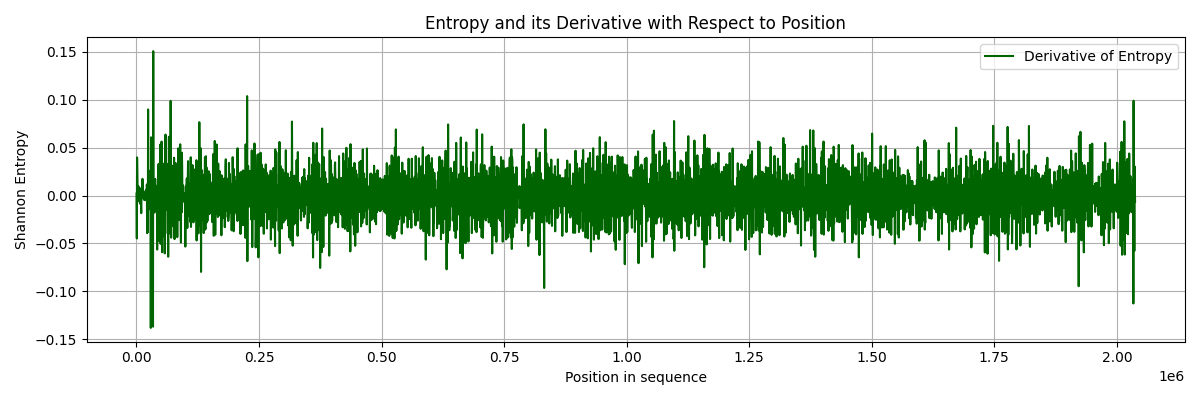 Entropy and its Derivative with Respect to Position
Derivative of Entropy
Shannon Entropy
0.15
0.10
0.05
0.00
−0.05
−0.10
−0.15
0.00 0.25 0.50 0.75 1.00 1.25 1.50 1.75 2.00
1e6
Position in sequence